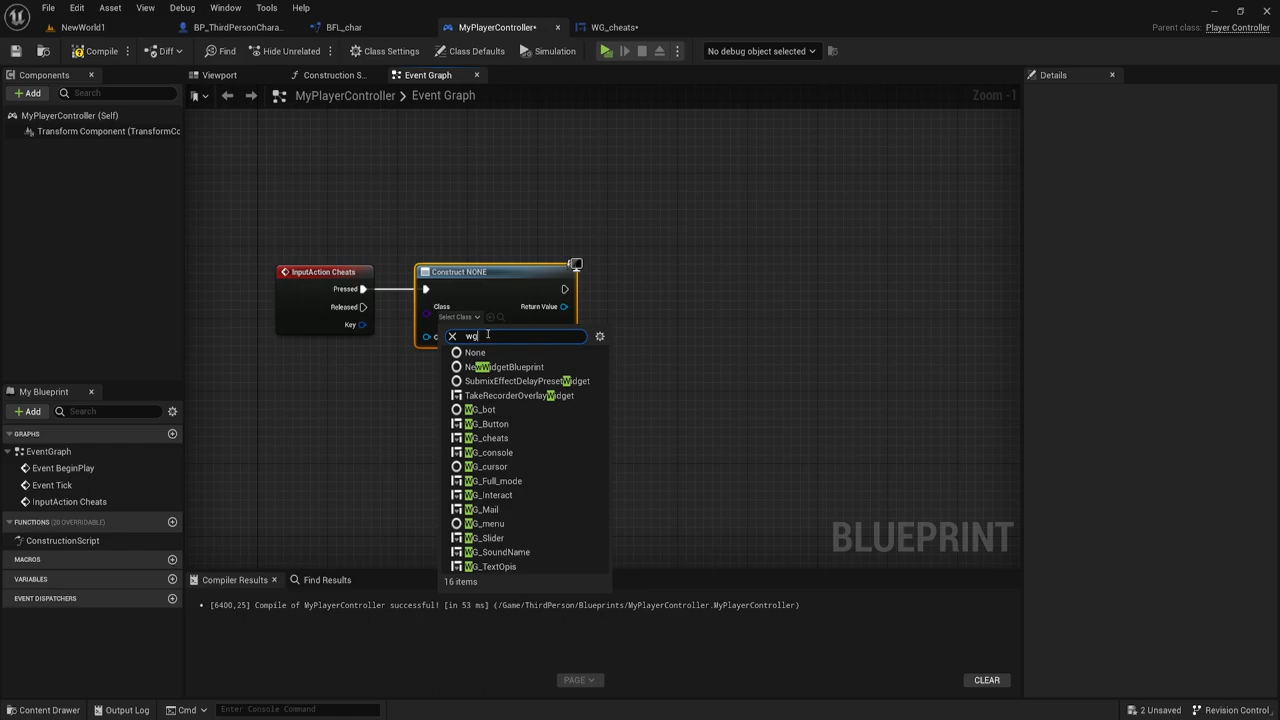 File Edit Asset View Debug Window Tools Help
NewWorld1 BP_ThirdPersonChara.. BFL_char MyPlayerController• WG_cheats• Parent class: Player Controller
Compile Diff Find Hide Unrelated Class Settings Class Defaults Simulation No debug object selected
Components Viewport Construction S... Event Graph Details
Add Search MyPlayerController Event Graph Zoom -1
MyPlayerController (Self)
Transform Component (TransformCo
InputAction Cheats
Pressed
Released
Key
Construct NONE
Class Return Value
Select Class
wg
None
NewWidgetBlueprint
SubmixEffectDelayPresetWidget
TakeRecorderOverlayWidget
WG_bot
WG_Button
WG_cheats
WG_console
WG_cursor
WG_Full_mode
WG_Interact
WG_Mail
WG_menu
WG_Slider
WG_SoundName
WG_TextOpis
16 items
My Blueprint
Add Search
GRAPHS
EventGraph
Event BeginPlay
Event Tick
InputAction Cheats
FUNCTIONS (20 OVERRIDABLE)
ConstructionScript
MACROS
VARIABLES
EVENT DISPATCHERS
BLUEPRINT
Compiler Results Find Results
• [6400,25] Compile of MyPlayerController successful! [in 53 ms] (/Game/ThirdPerson/Blueprints/MyPlayerController.MyPlayerController)
PAGE CLEAR
Content Drawer Output Log Cmd Enter Console Command 2 Unsaved Revision Control